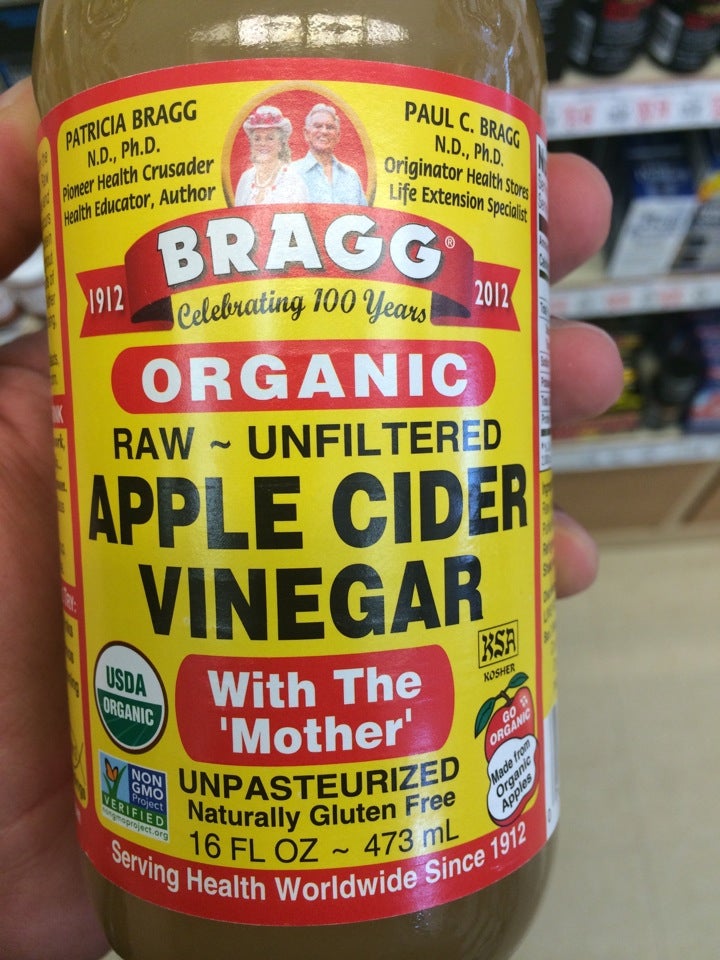 PATRICIA BRAGG
N.D., Ph.D.
Pioneer Health Crusader
Health Educator, Author
PAUL C. BRAGG
N.D., Ph.D.
Originator Health Stores
Life Extension Specialist
BRAGG®
1912
Celebrating 100 Years
2012
ORGANIC
RAW ~ UNFILTERED
APPLE CIDER
VINEGAR
With The
'Mother'
USDA
ORGANIC
KSA
KOSHER
GO
ORGANIC
Made from
Organic
Apples
NON
GMO
Project
VERIFIED
nongmoproject.org
UNPASTEURIZED
Naturally Gluten Free
16 FL OZ ~ 473 mL
Serving Health Worldwide Since 1912